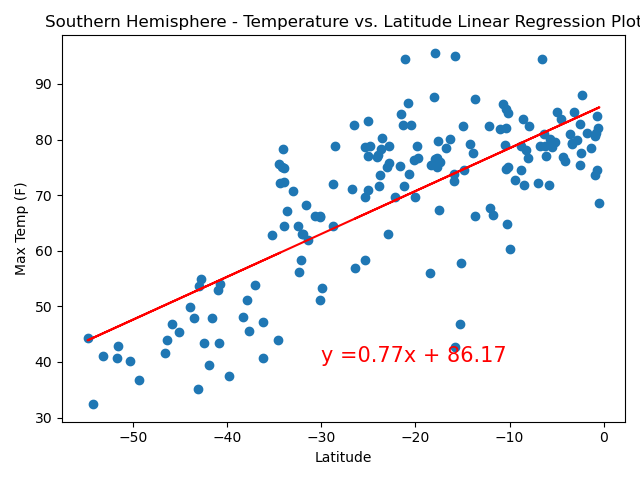 Southern Hemisphere - Temperature vs. Latitude Linear Regression Plot
90
80
70
60
50
40
30
Max Temp (F)
y =0.77x + 86.17
−50 −40 −30 −20 −10 0
Latitude